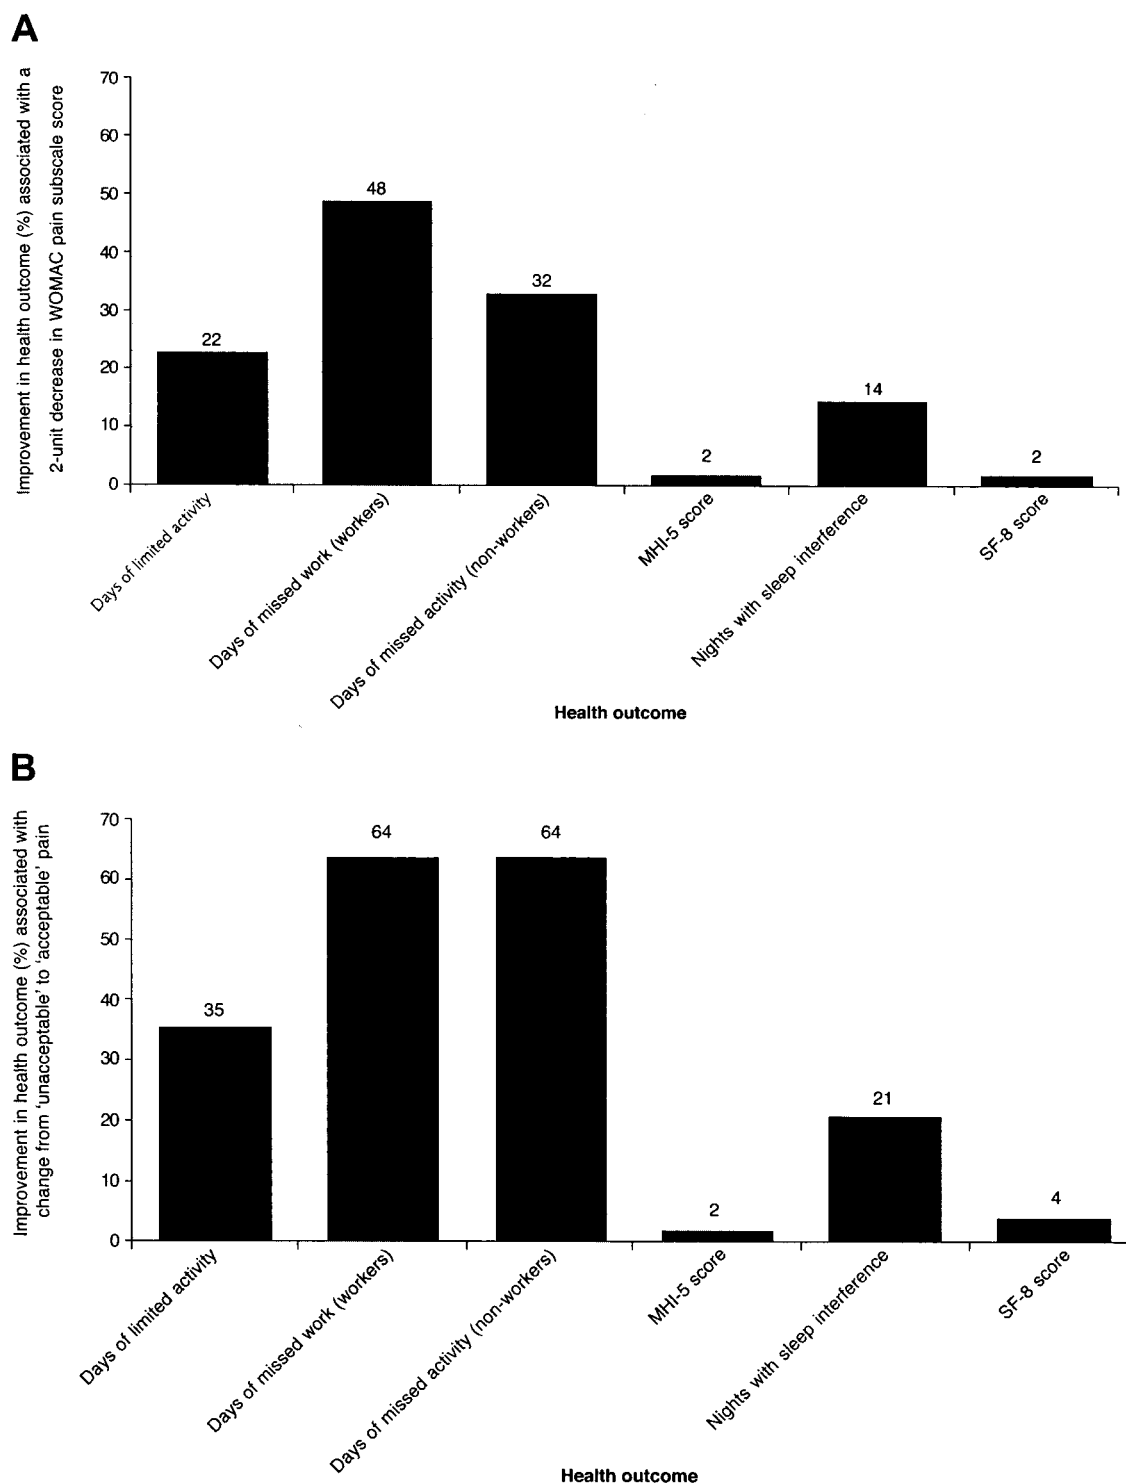 A
Improvement in health outcome (%) associated with a
2-unit decrease in WOMAC pain subscale score
70
60
50
40
30
20
10
0
22
48
32
2
14
2
Days of limited activity
Days of missed work (workers)
Days of missed activity (non-workers)
MHI-5 score
Nights with sleep interference
SF-8 score
Health outcome
B
Improvement in health outcome (%) associated with
change from 'unacceptable' to 'acceptable' pain
70
60
50
40
30
20
10
0
35
64
64
2
21
4
Days of limited activity
Days of missed work (workers)
Days of missed activity (non-workers)
MHI-5 score
Nights with sleep interference
SF-8 score
Health outcome